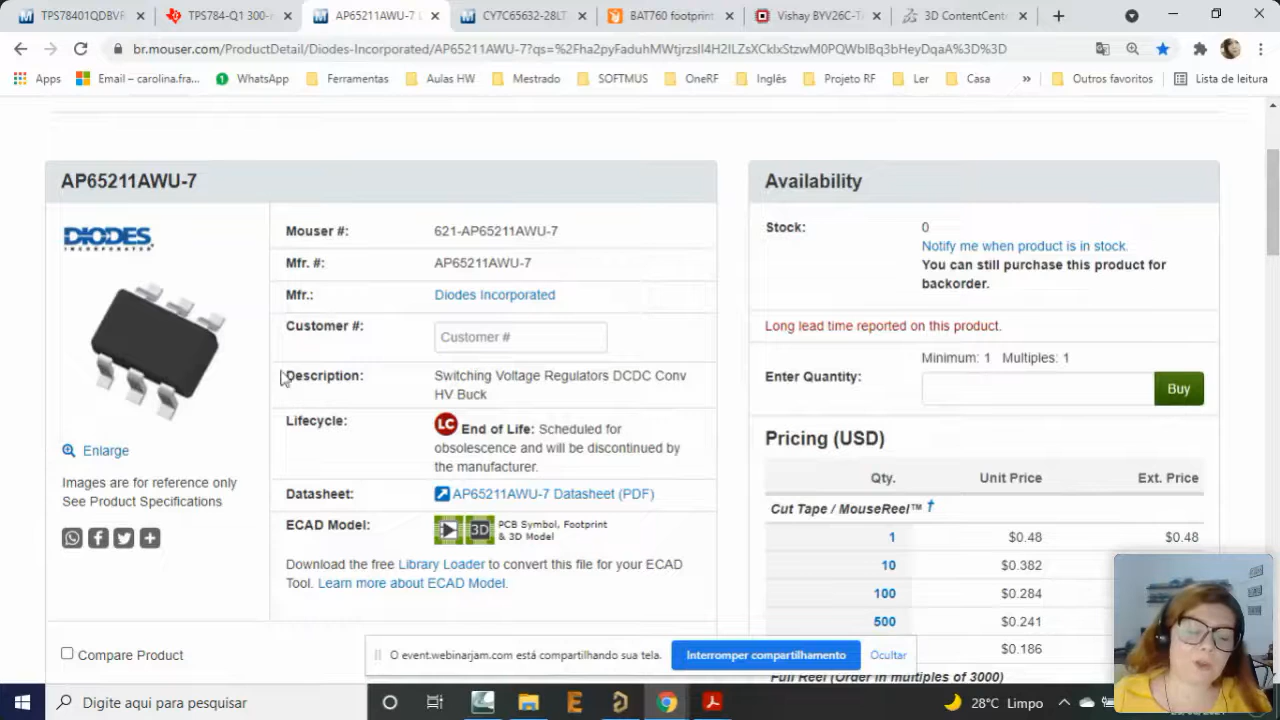 TPS78401QDBVF
TPS784-Q1 300-
AP65211AWU-7
CY7C65632-28LT
BAT760 footprint
Vishay BYV26C-TA
3D ContentCent
br.mouser.com/ProductDetail/Diodes-Incorporated/AP65211AWU-7?qs=%2Fha2pyFaduhMWtjrzsIl4H2ILZsXCklxStzwM0PQWbIBq3bHeyDqaA%3D%3D
Apps
Email – carolina.fra...
WhatsApp
Ferramentas
Aulas HW
Mestrado
SOFTMUS
OneRF
Inglês
Projeto RF
Ler
Casa
»
Outros favoritos
Lista de leitura
AP65211AWU-7
DIODES
INCORPORATED
Enlarge
Images are for reference only
See Product Specifications
Mouser #: 621-AP65211AWU-7
Mfr. #: AP65211AWU-7
Mfr.: Diodes Incorporated
Customer #: Customer #
Description: Switching Voltage Regulators DCDC Conv
HV Buck
Lifecycle: LC End of Life: Scheduled for
obsolescence and will be discontinued by
the manufacturer.
Datasheet: AP65211AWU-7 Datasheet (PDF)
ECAD Model: 3D PCB Symbol, Footprint
& 3D Model
Download the free Library Loader to convert this file for your ECAD
Tool. Learn more about ECAD Model.
Compare Product
Availability
Stock: 0
Notify me when product is in stock.
You can still purchase this product for
backorder.
Long lead time reported on this product.
Minimum: 1 Multiples: 1
Enter Quantity: Buy
Pricing (USD)
Qty. Unit Price Ext. Price
Cut Tape / MouseReel™ †
1 $0.48 $0.48
10 $0.382
100 $0.284
500 $0.241
$0.186
Full Reel (Order in multiples of 3000)
O event.webinarjam.com está compartilhando sua tela.
Interromper compartilhamento
Ocultar
Digite aqui para pesquisar
28°C Limpo